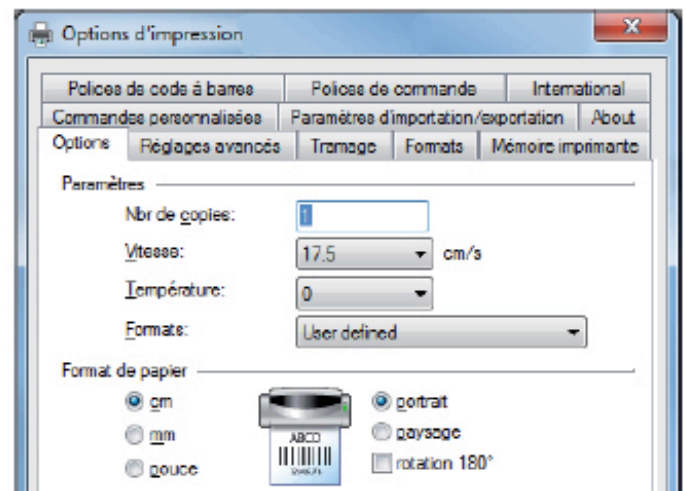 Options d'impression
Polices de code à barres Polices de commande International
Commandes personnalisées Paramètres d'importation/exportation About
Options Réglages avancés Tramage Formats Mémoire imprimante
Paramètres
Nbr de copies: 1
Vitesse: 17.5 cm/s
Température: 0
Formats: User defined
Format de papier
cm portrait
mm paysage
pouce rotation 180°
ABCD